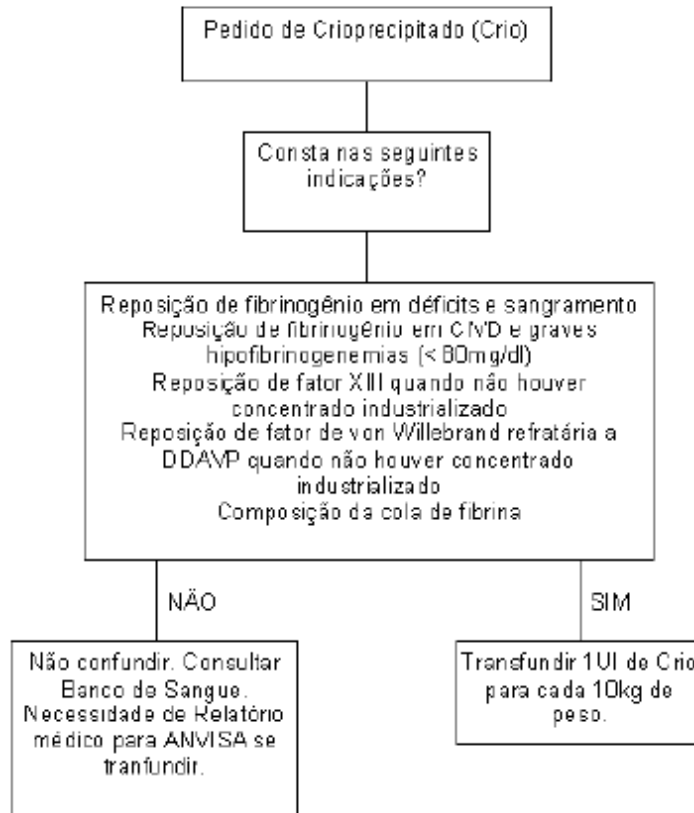 Pedido de Crioprecipitado (Crio)
Consta nas seguintes
indicações?
Reposição de fibrinogênio em déficits e sangramento
Reposição de fibrinogênio em CIVD e graves
hipofibrinogenemias (< 80mg/dl)
Reposição de fator XIII quando não houver
concentrado industrializado
Reposição de fator de von Willebrand refratária a
DDAVP quando não houver concentrado
industrializado
Composição da cola de fibrina
NÃO
SIM
Não confundir. Consultar
Banco de Sangue.
Necessidade de Relatório
médico para ANVISA se
tranfundir.
Transfundir 1UI de Crio
para cada 10kg de
peso.